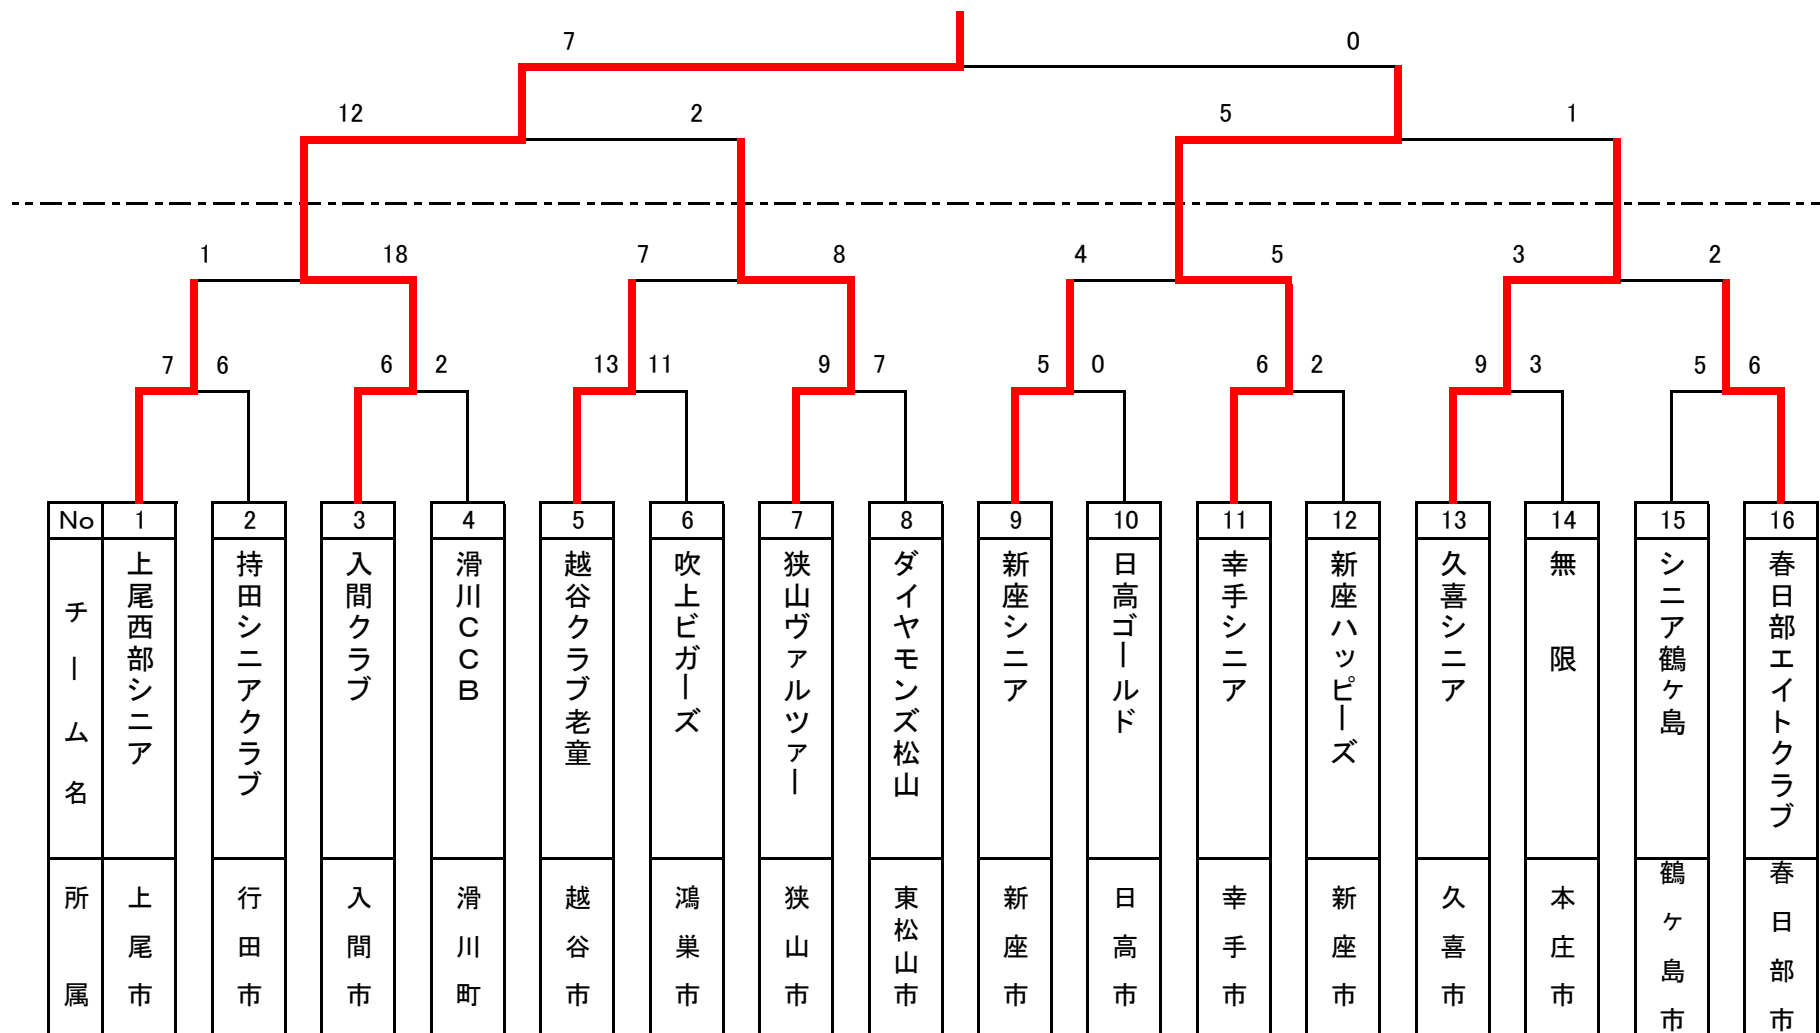 7 0
12 2 5 1
1 18 7 8 4 5 3 2
7 6 6 2 13 11 9 7 5 0 6 2 9 3 5 6
No 1 2 3 4 5 6 7 8 9 10 11 12 13 14 15 16
チーム名
上尾西部シニア
持田シニアクラブ
入間クラブ
滑川CCB
越谷クラブ老童
吹上ビガーズ
狭山ヴァルツァー
ダイヤモンズ松山
新座シニア
日高ゴールド
幸手シニア
新座ハッピーズ
久喜シニア
無限
シニア鶴ヶ島
春日部エイトクラブ
所属
上尾市
行田市
入間市
滑川町
越谷市
鴻巣市
狭山市
東松山市
新座市
日高市
幸手市
新座市
久喜市
本庄市
鶴ヶ島市
春日部市